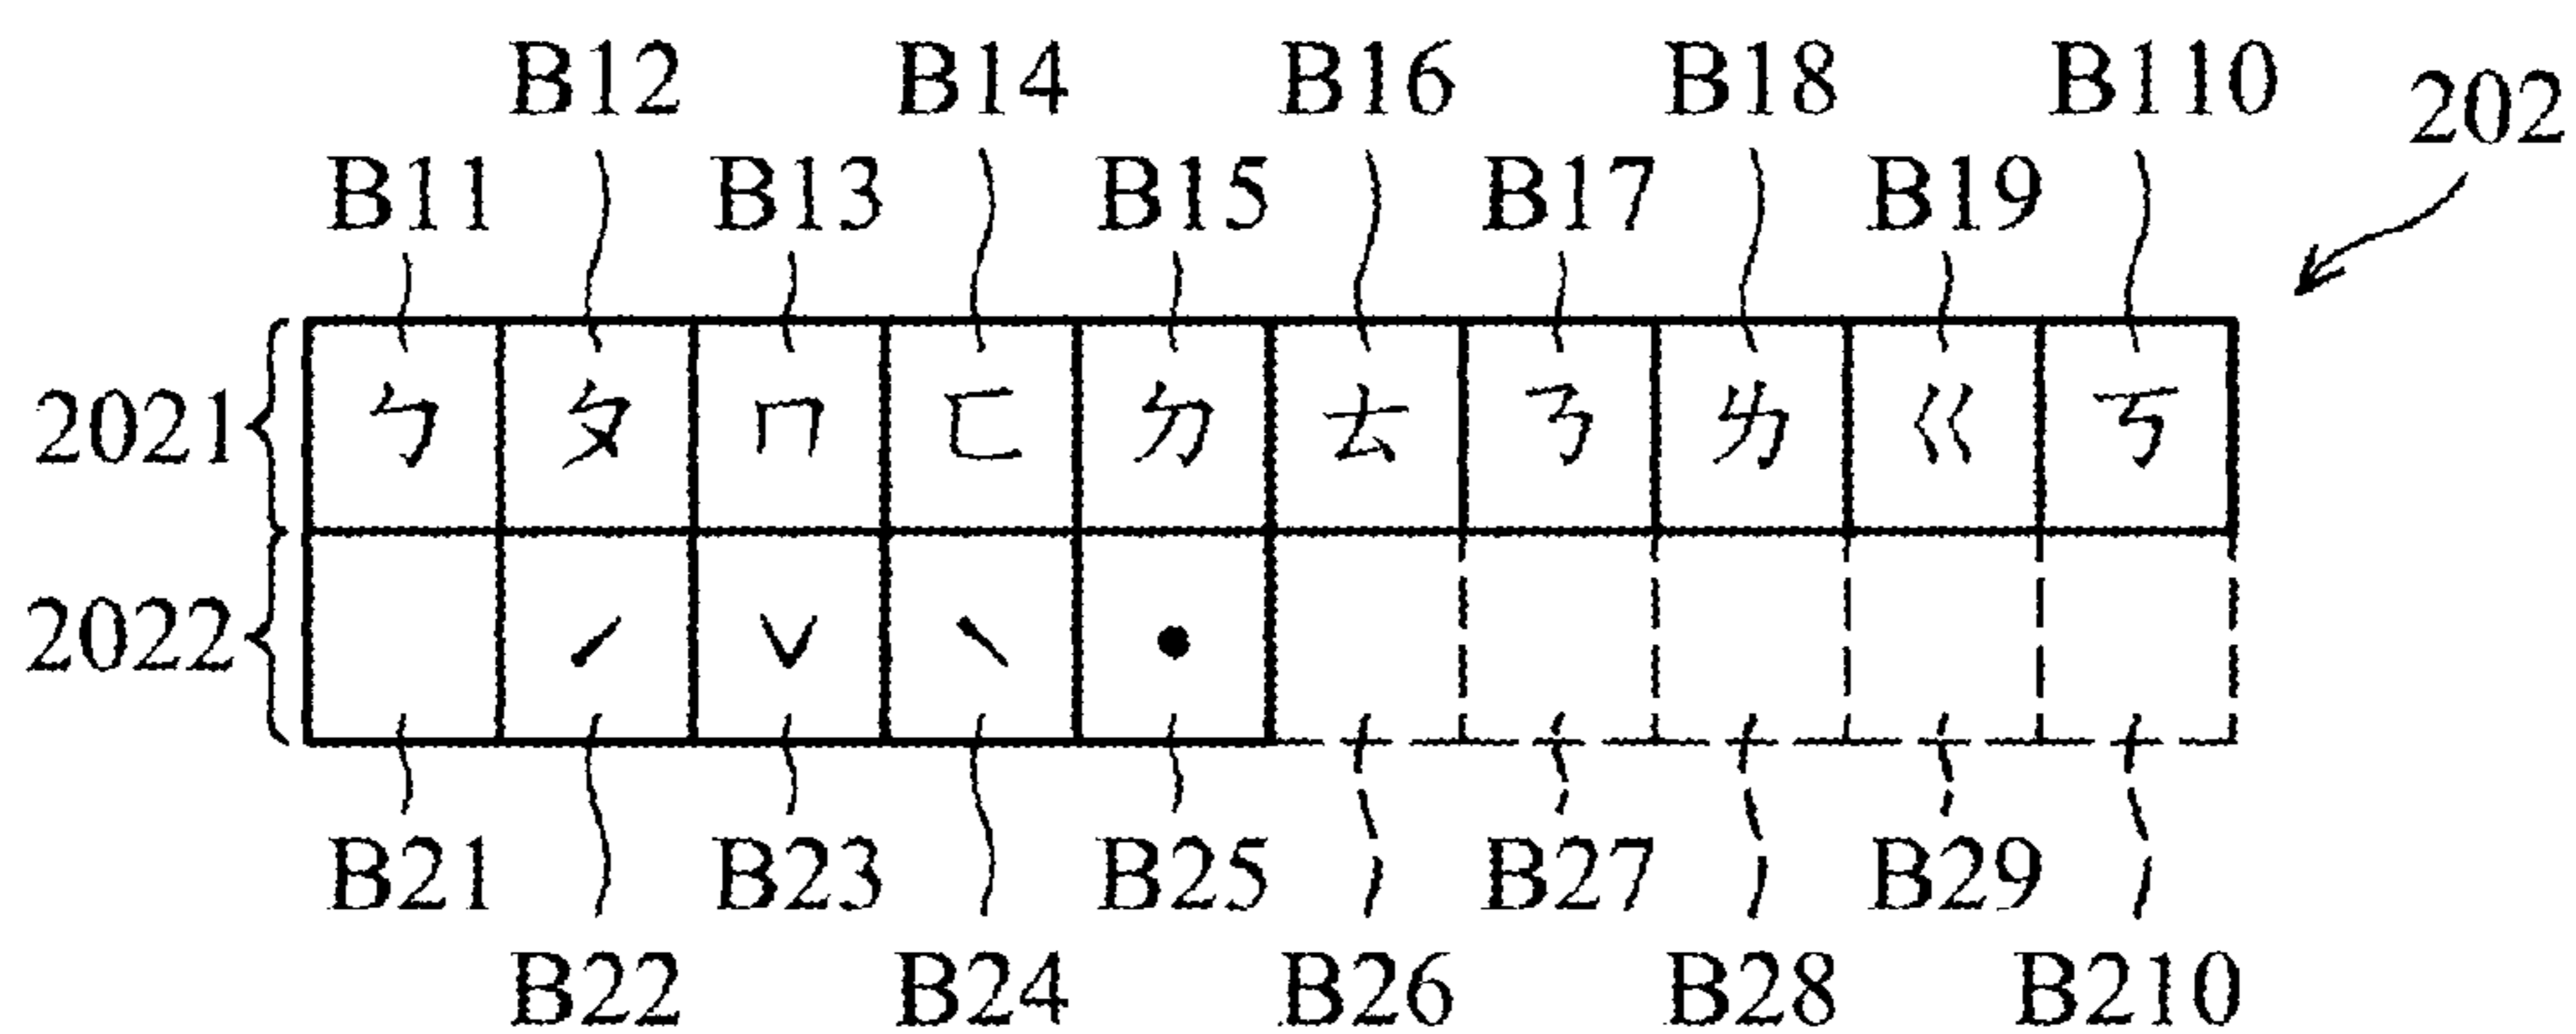 B12 B14 B16 B18 B110
202
B11 B13 B15 B17 B19
2021 ㄅ ㄆ ㄇ ㄈ ㄉ ㄊ ㄋ ㄌ ㄍ ㄎ
2022 ˊ ˇ ˋ ˙
B21 B23 B25 B27 B29
B22 B24 B26 B28 B210